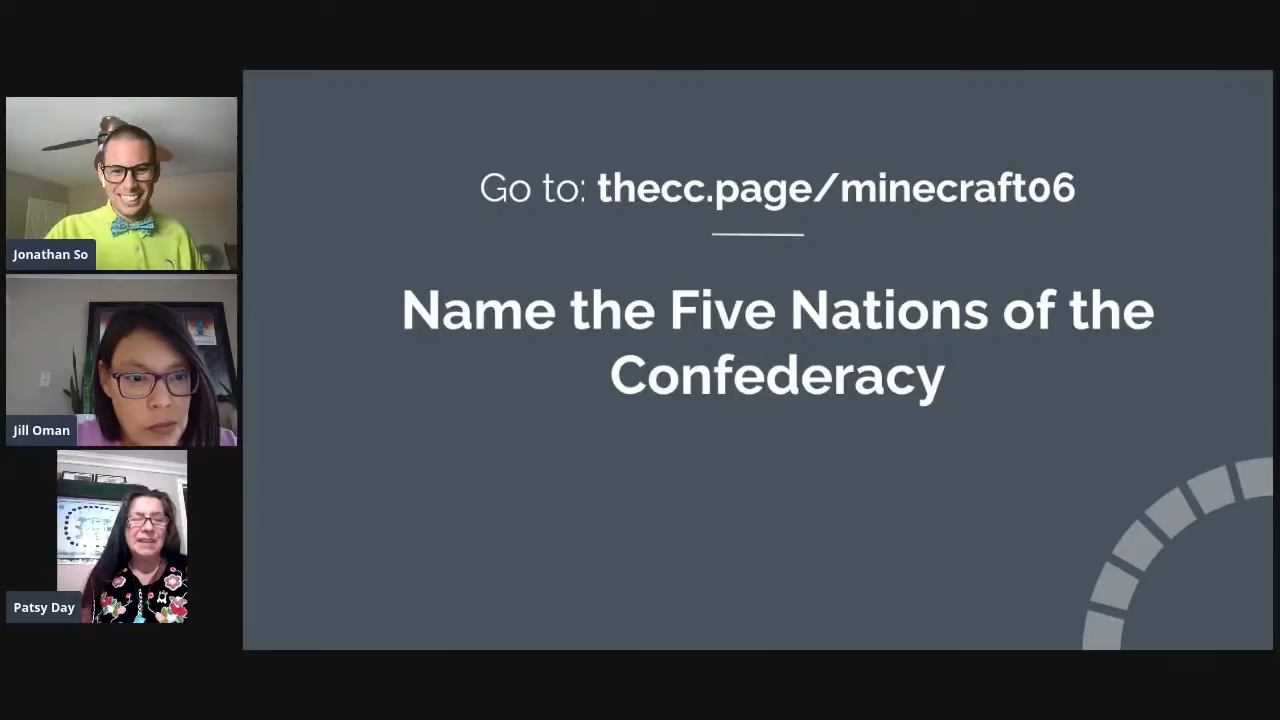 Jonathan So
Jill Oman
Patsy Day
Go to: thecc.page/minecraft06
Name the Five Nations of the
Confederacy